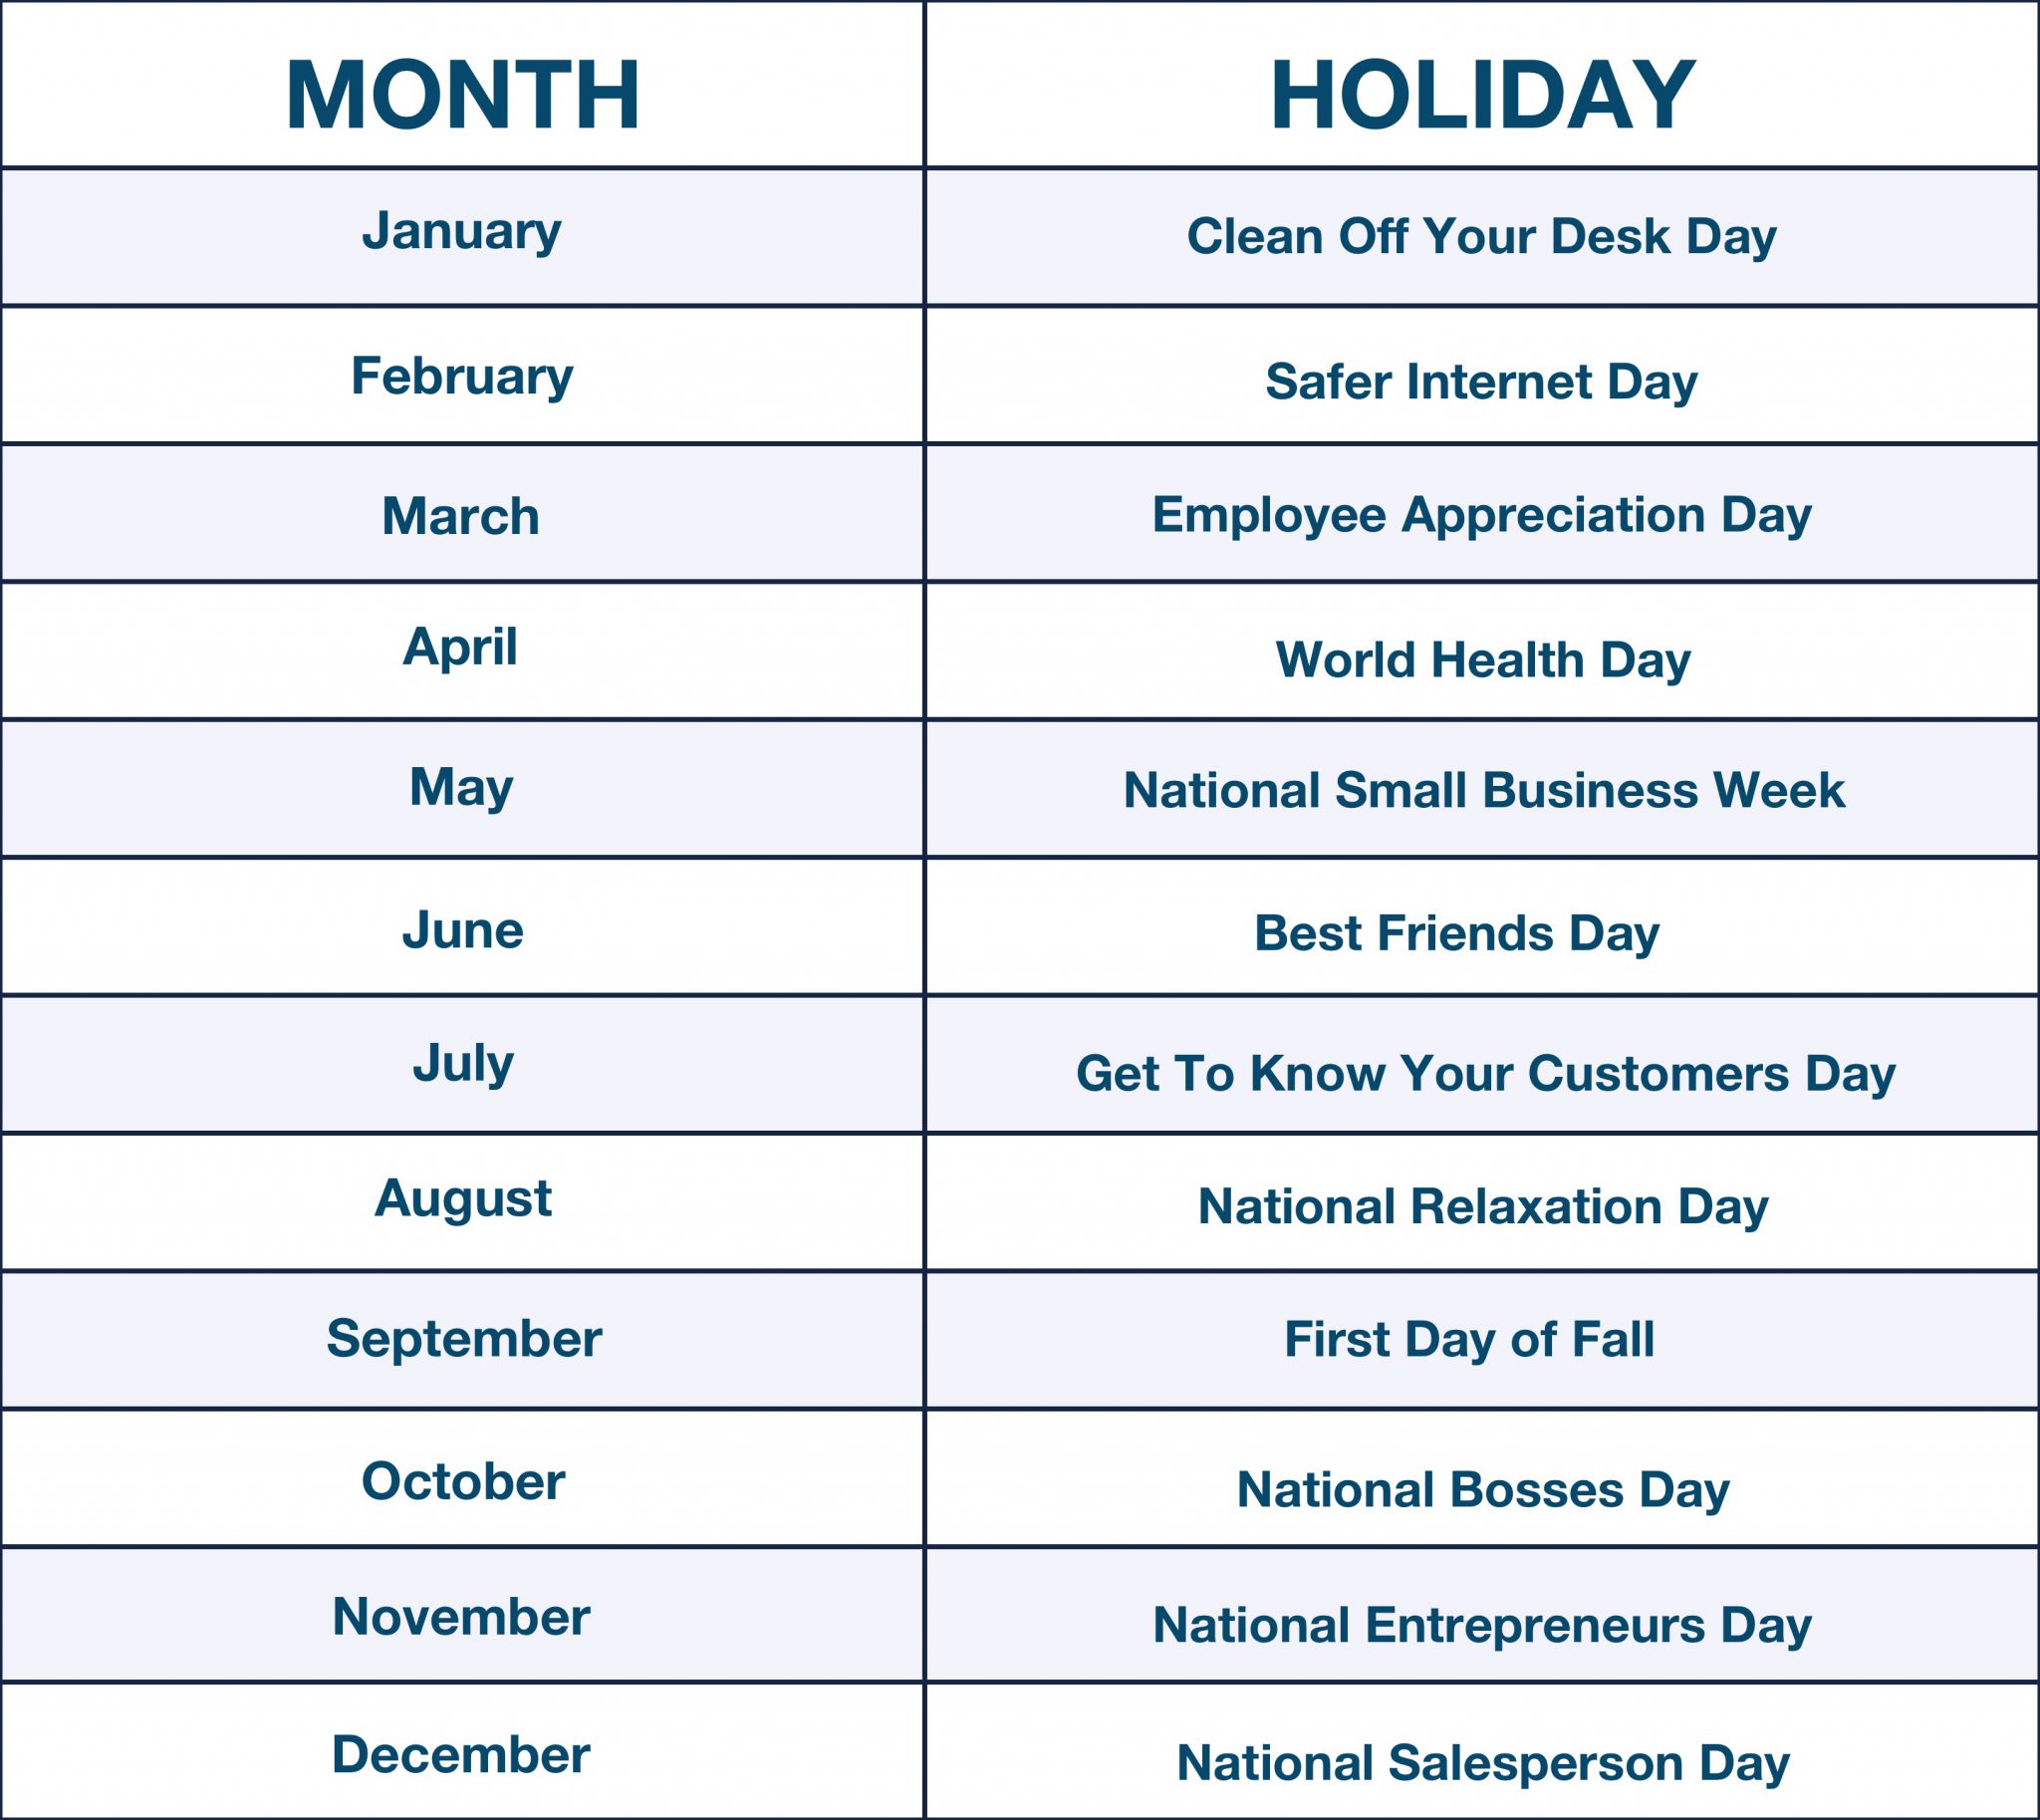 MONTH HOLIDAY
January Clean Off Your Desk Day
February Safer Internet Day
March Employee Appreciation Day
April World Health Day
May National Small Business Week
June Best Friends Day
July Get To Know Your Customers Day
August National Relaxation Day
September First Day of Fall
October National Bosses Day
November National Entrepreneurs Day
December National Salesperson Day